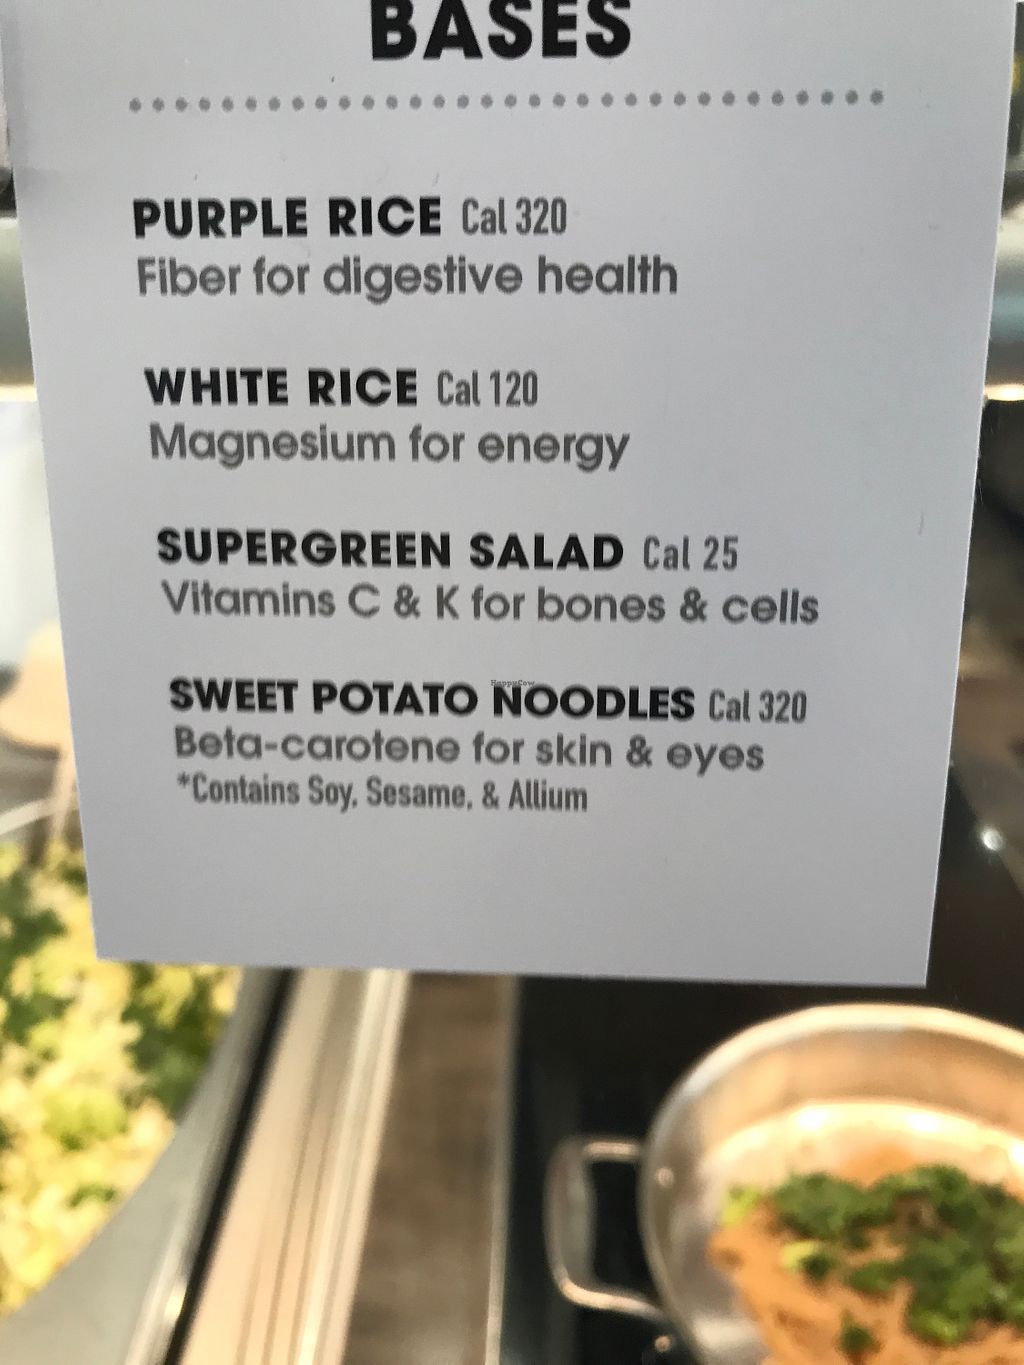 BASES
PURPLE RICE Cal 320
Fiber for digestive health
WHITE RICE Cal 120
Magnesium for energy
SUPERGREEN SALAD Cal 25
Vitamins C & K for bones & cells
HappyCow
SWEET POTATO NOODLES Cal 320
Beta-carotene for skin & eyes
*Contains Soy, Sesame, & Allium